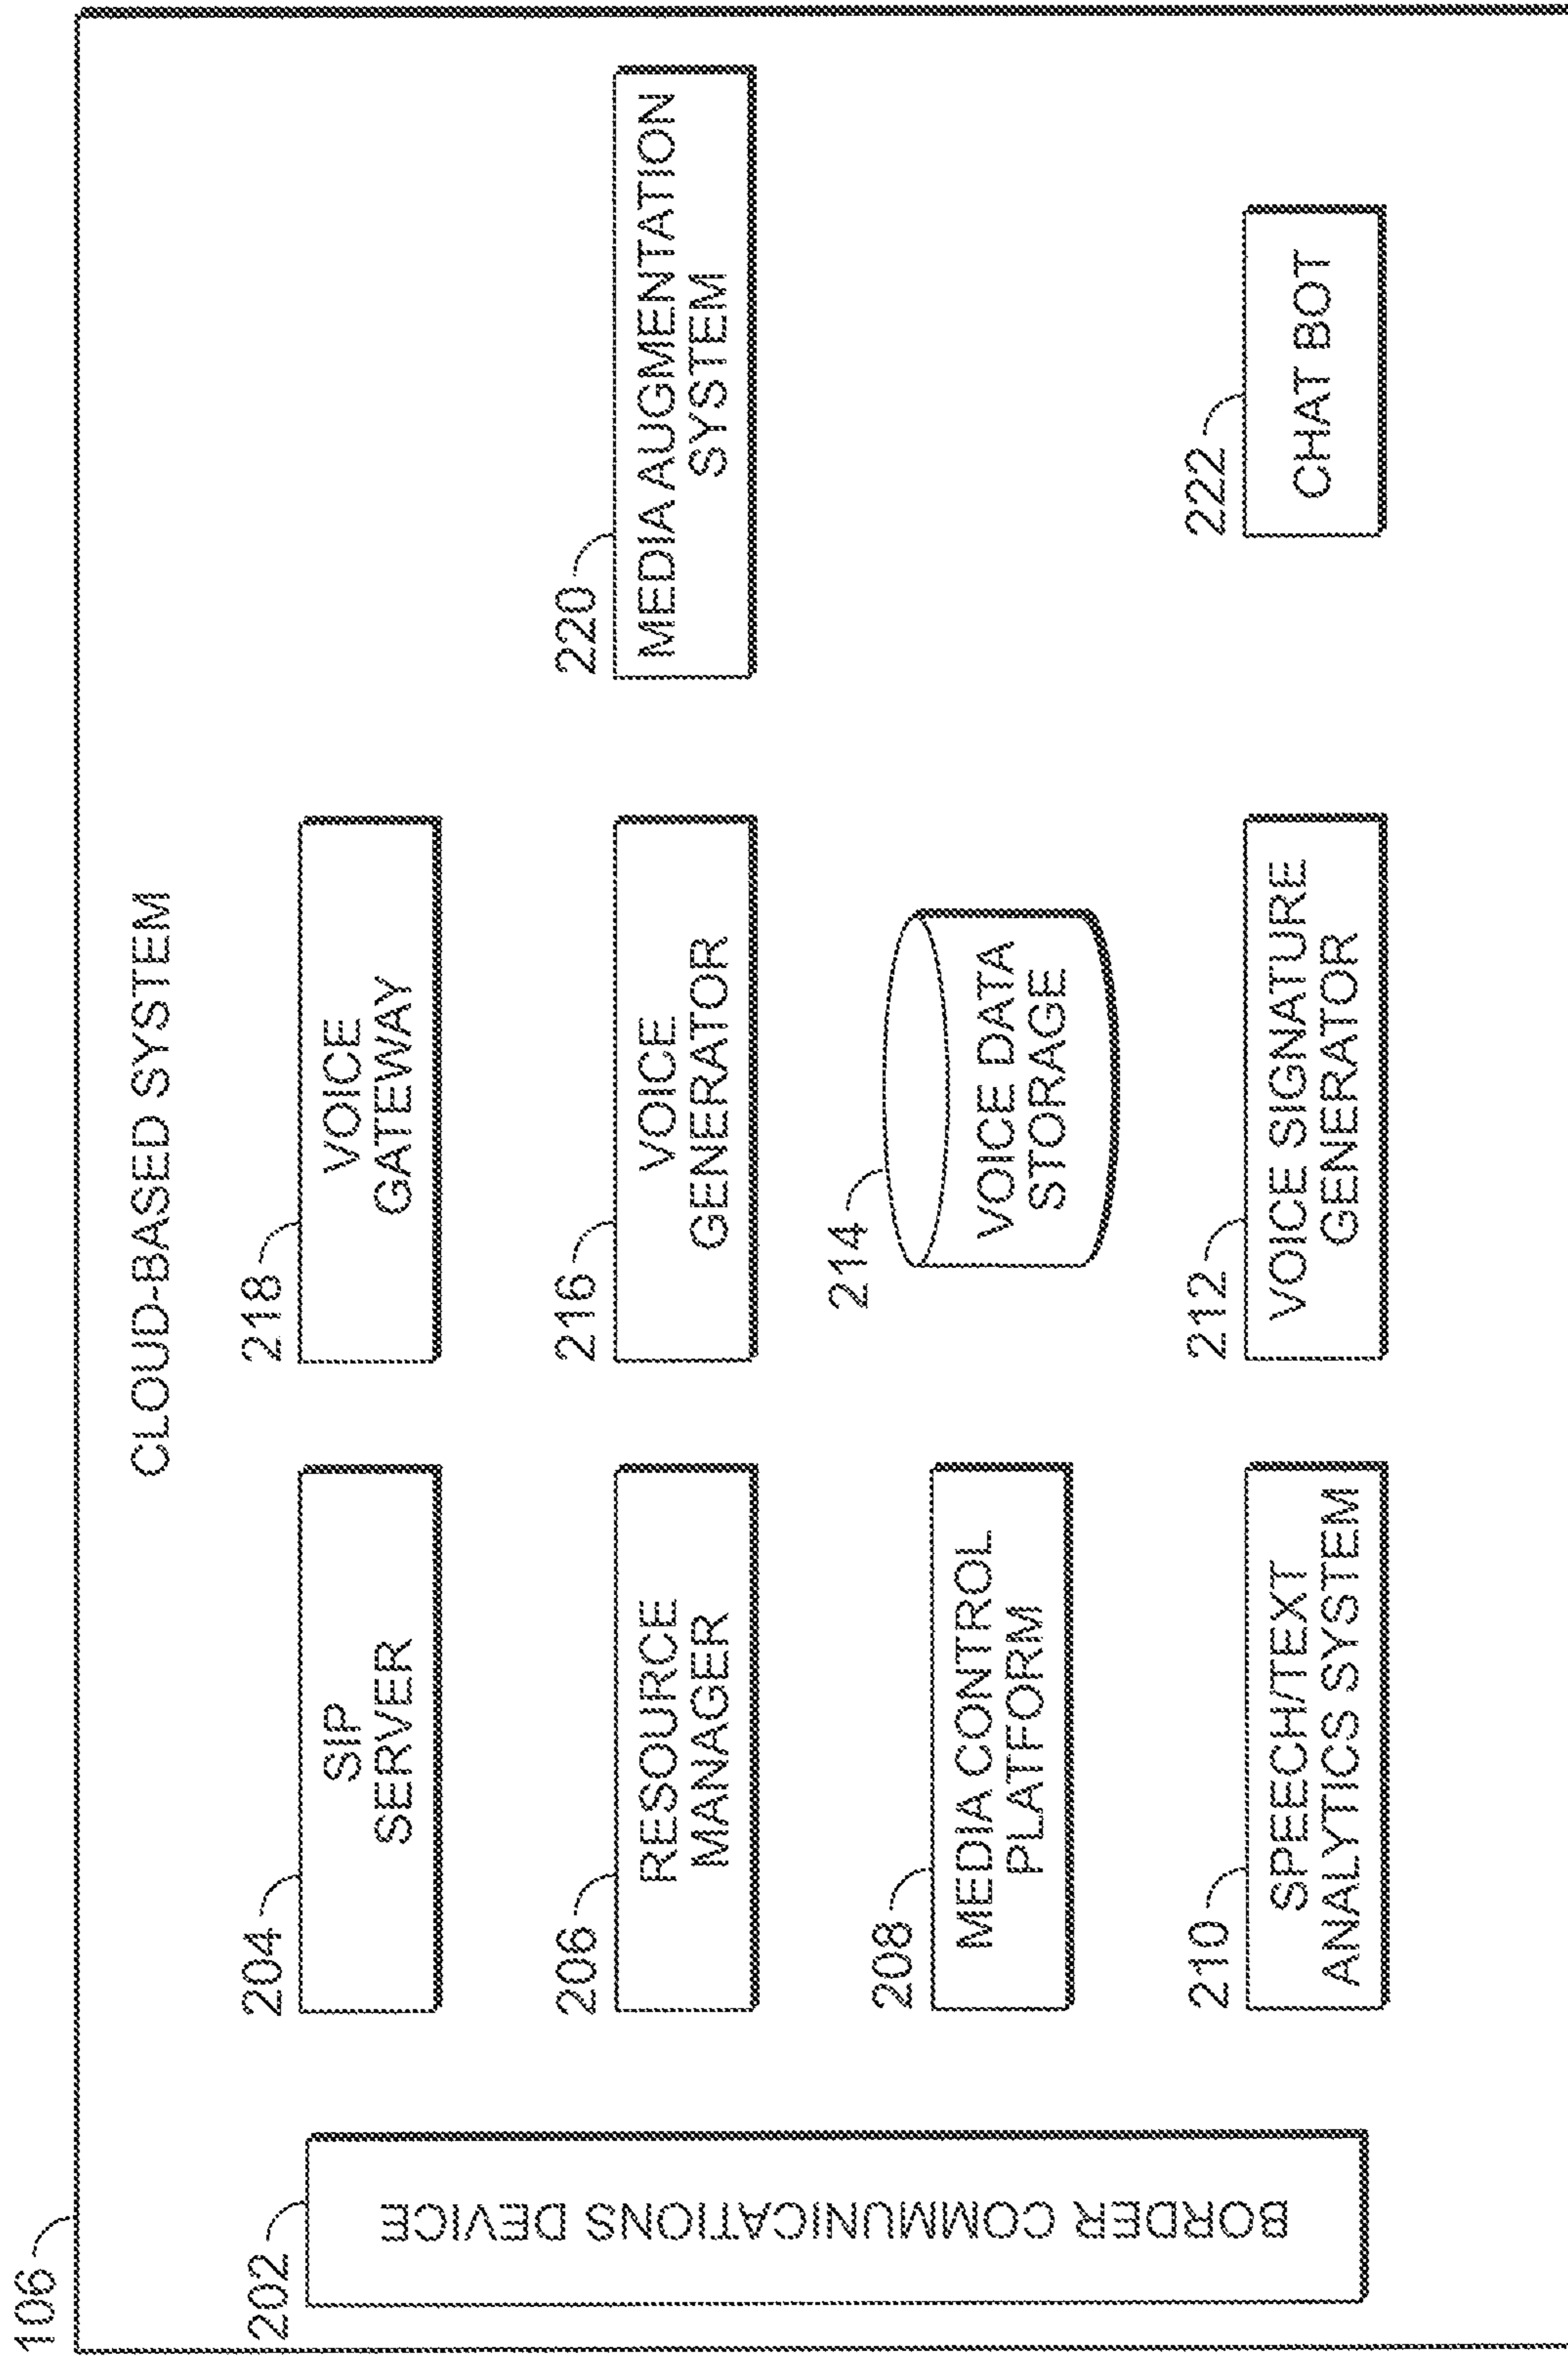 106
CLOUD-BASED SYSTEM
202
BORDER COMMUNICATIONS DEVICE
204
SIP
SERVER
206
RESOURCE
MANAGER
208
MEDIA CONTROL
PLATFORM
210
SPEECH/TEXT
ANALYTICS SYSTEM
218
VOICE
GATEWAY
216
VOICE
GENERATOR
214
VOICE DATA
STORAGE
212
VOICE SIGNATURE
GENERATOR
220
MEDIA AUGMENTATION
SYSTEM
222
CHAT BOT